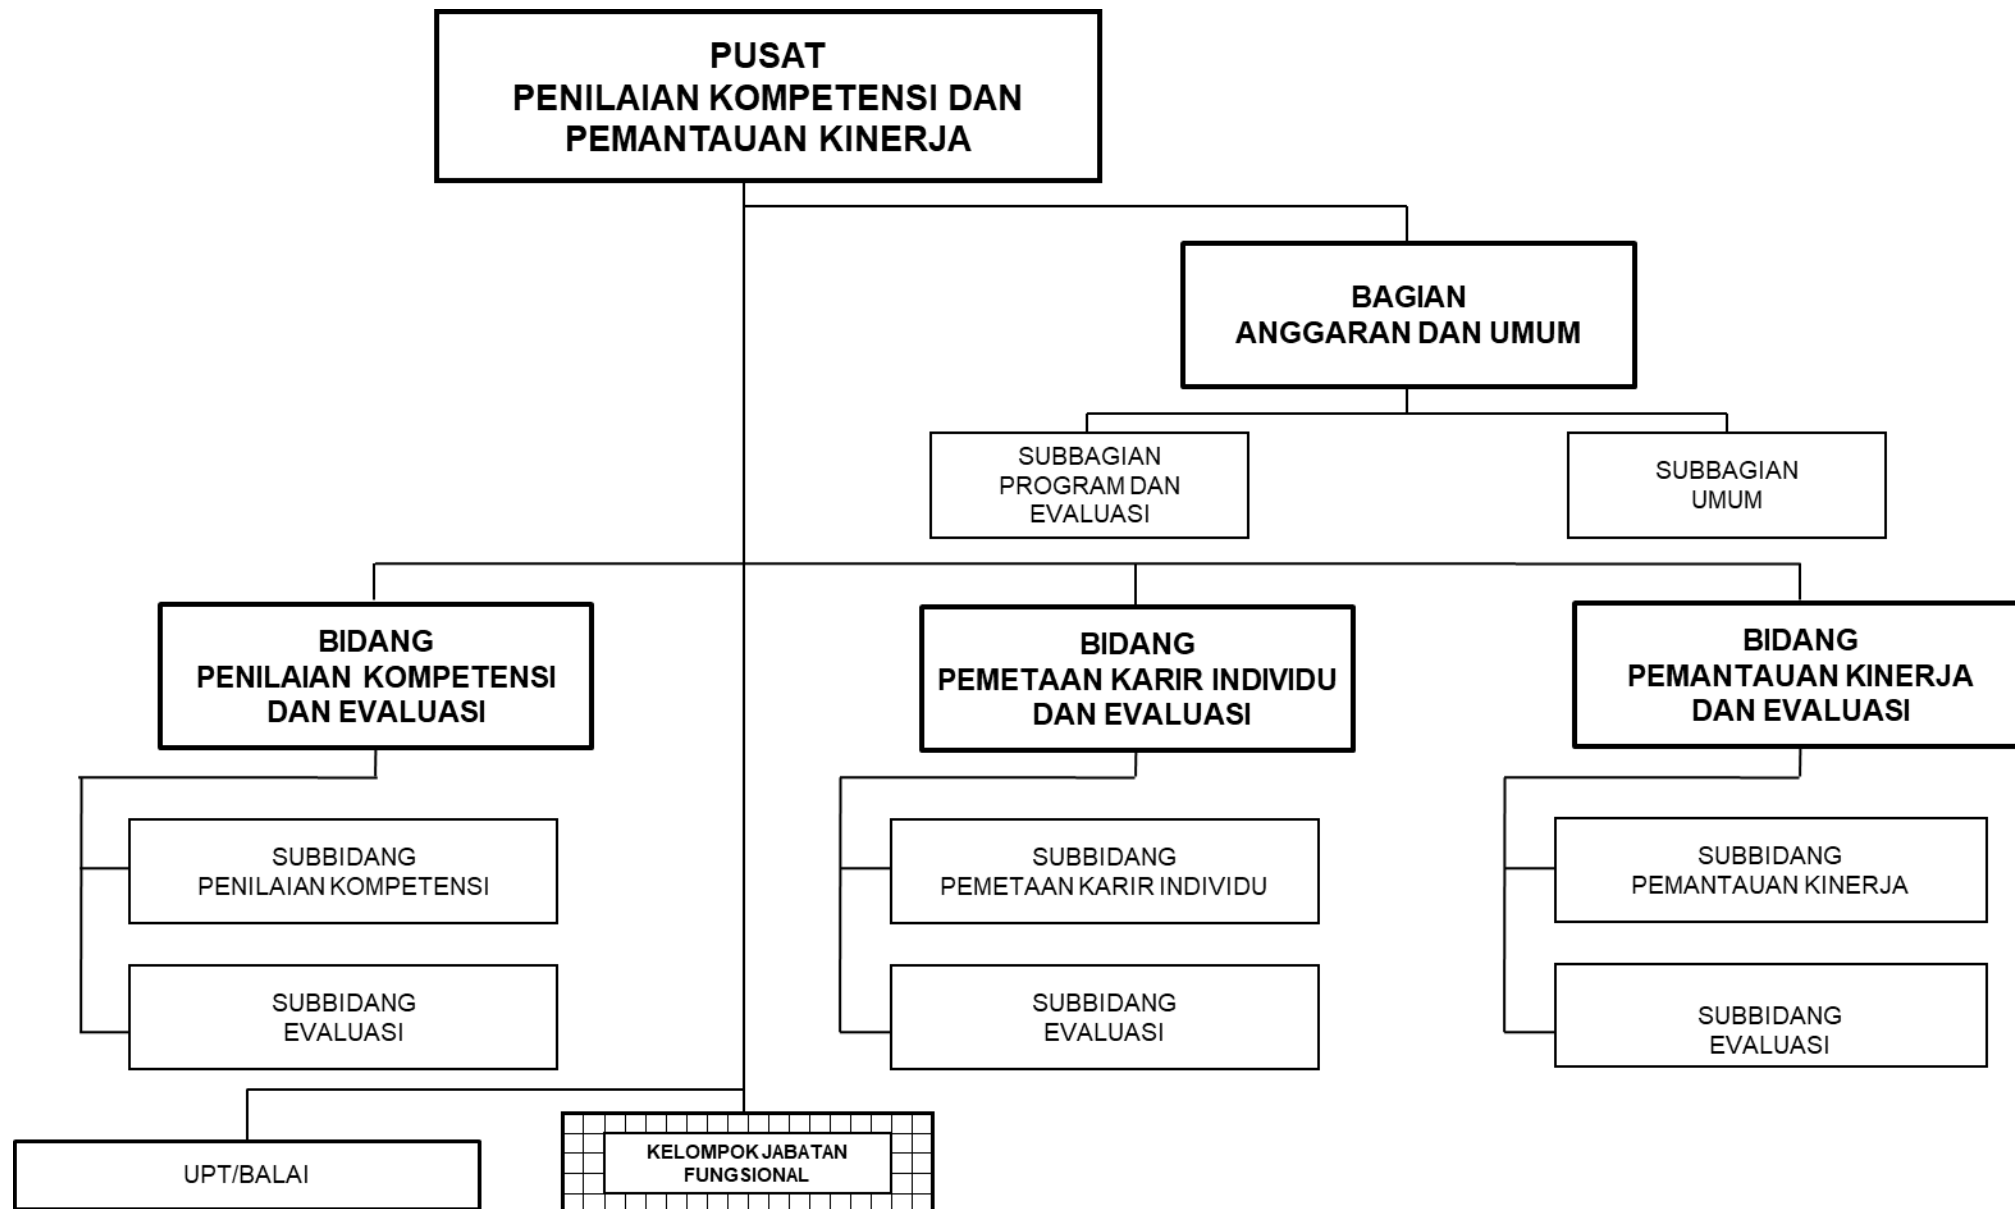 PUSAT
PENILAIAN KOMPETENSI DAN
PEMANTAUAN KINERJA
BAGIAN
ANGGARAN DAN UMUM
SUBBAGIAN
PROGRAM DAN
EVALUASI
SUBBAGIAN
UMUM
BIDANG
PENILAIAN KOMPETENSI
DAN EVALUASI
BIDANG
PEMETAAN KARIR INDIVIDU
DAN EVALUASI
BIDANG
PEMANTAUAN KINERJA
DAN EVALUASI
SUBBIDANG
PENILAIAN KOMPETENSI
SUBBIDANG
PEMETAAN KARIR INDIVIDU
SUBBIDANG
PEMANTAUAN KINERJA
SUBBIDANG
EVALUASI
SUBBIDANG
EVALUASI
SUBBIDANG
EVALUASI
UPT/BALAI
KELOMPOK JABATAN
FUNGSIONAL